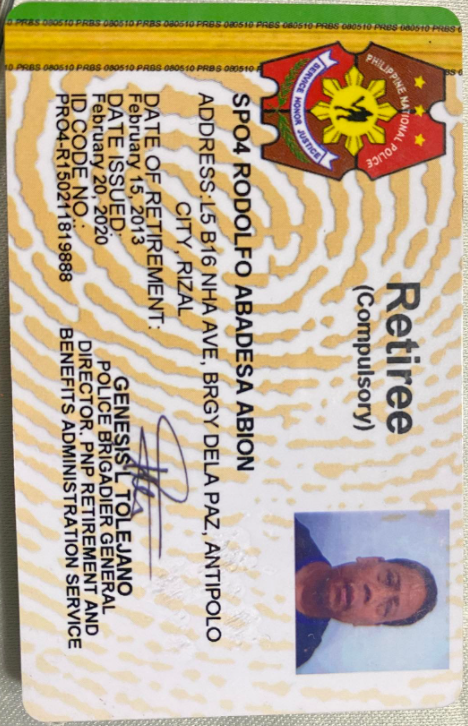 PRBS 080510 PRBS 080510 PRBS 080510 PRBS 080510 PRBS 080510 PRBS 080510 PRBS 080510
PHILIPPINE NATIONAL POLICE
SERVICE HONOR JUSTICE
Retiree
(Compulsory)
SPO4 RODOLFO ABADESA ABION
ADDRESS:L5 B16 NHA AVE, BRGY DELA PAZ, ANTIPOLO
CITY, RIZAL
DATE OF RETIREMENT:
February 15, 2013
DATE ISSUED:
February 20, 2020
ID CODE NO.:
PRO4-R150211819888
GENESIS L TOLEJANO
POLICE BRIGADIER GENERAL
DIRECTOR, PNP RETIREMENT AND
BENEFITS ADMINISTRATION SERVICE